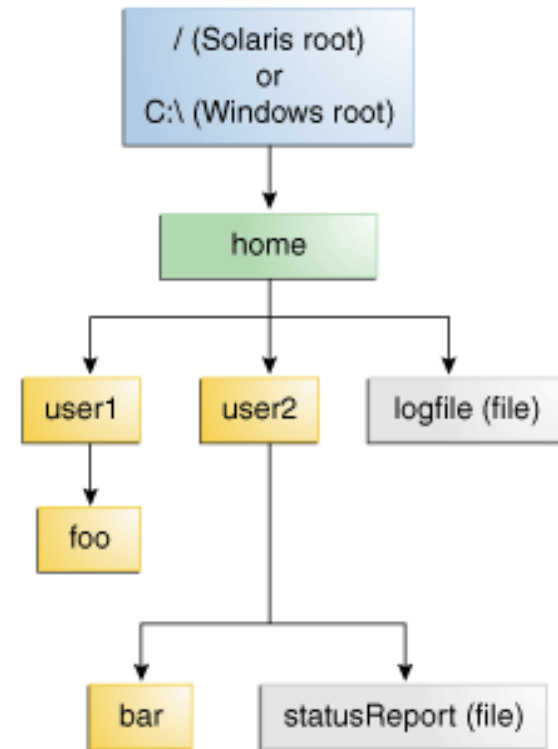 / (Solaris root)
or
C:\ (Windows root)
home
user1
user2
logfile (file)
foo
bar
statusReport (file)